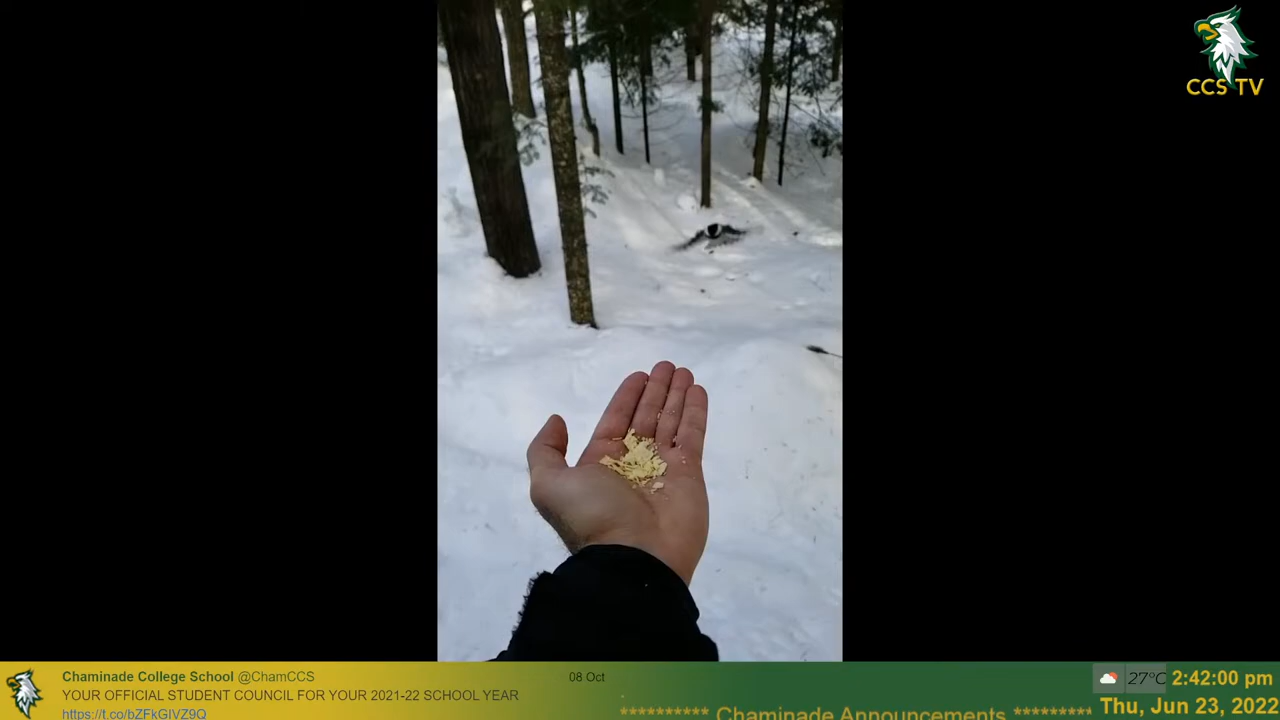 CCS TV
Chaminade College School @ChamCCS 08 Oct
YOUR OFFICIAL STUDENT COUNCIL FOR YOUR 2021-22 SCHOOL YEAR
https://t.co/bZFkGIVZ9Q
********** Chaminade Announcements *********
27°C 2:42:00 pm
Thu, Jun 23, 2022